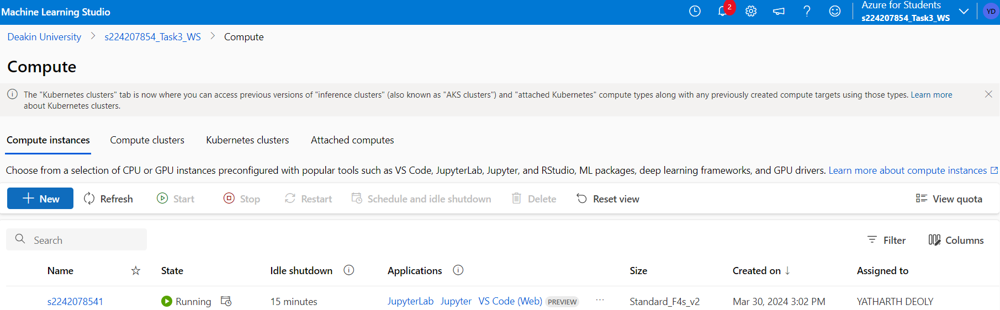 Machine Learning Studio
2
Azure for Students
s224207854_Task3_WS
YD
Deakin University > s224207854_Task3_WS > Compute
Compute
The "Kubernetes clusters" tab is now where you can access previous versions of "inference clusters" (also known as "AKS clusters") and "attached Kubernetes" compute types along with any previously created compute targets using those types. Learn more
about Kubernetes clusters.
Compute instances Compute clusters Kubernetes clusters Attached computes
Choose from a selection of CPU or GPU instances preconfigured with popular tools such as VS Code, JupyterLab, Jupyter, and RStudio, ML packages, deep learning frameworks, and GPU drivers. Learn more about compute instances
New Refresh Start Stop Restart Schedule and idle shutdown Delete Reset view View quota
Search Filter Columns
Name State Idle shutdown Applications Size Created on ↓ Assigned to
s2242078541 Running 15 minutes JupyterLab Jupyter VS Code (Web) PREVIEW ... Standard_F4s_v2 Mar 30, 2024 3:02 PM YATHARTH DEOLY